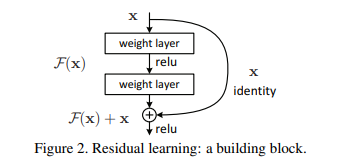 x
weight layer
F(x)
relu
x
weight layer
identity
F(x) + x
relu
Figure 2. Residual learning: a building block.